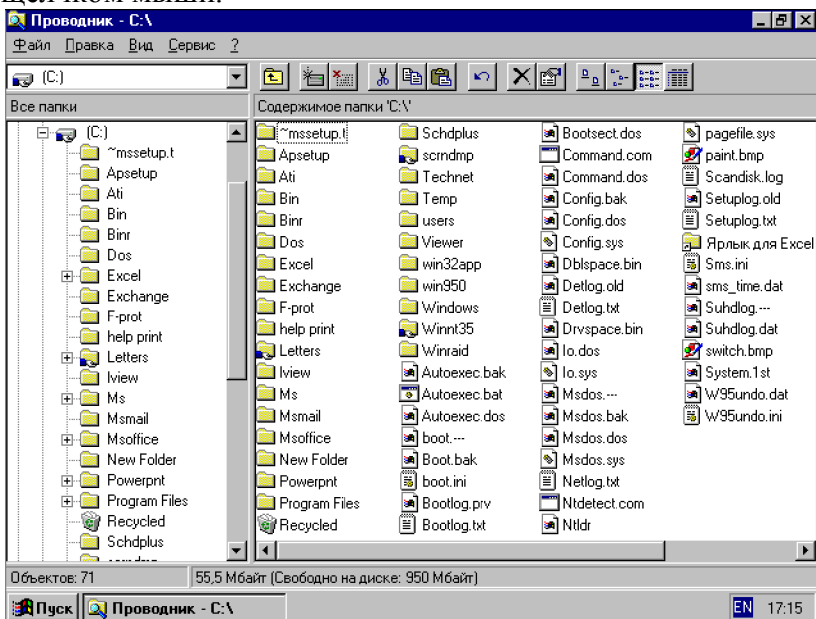 щелчком мыши.
Проводник - C:\
Файл Правка Вид Сервис ?
(C:)
Все папки
Содержимое папки 'C:\'
(C:)
~mssetup.t
Apsetup
Ati
Bin
Binr
Dos
Excel
Exchange
F-prot
help print
Letters
Iview
Ms
Msmail
Msoffice
New Folder
Powerpnt
Program Files
Recycled
Schdplus
~mssetup.t
Apsetup
Ati
Bin
Binr
Dos
Excel
Exchange
F-prot
help print
Letters
Iview
Ms
Msmail
Msoffice
New Folder
Powerpnt
Program Files
Recycled
Schdplus
scrndmp
Technet
Temp
users
Viewer
win32app
win950
Windows
Winnt35
Winraid
Autoexec.bak
Autoexec.bat
Autoexec.dos
boot.---
Boot.bak
boot.ini
Bootlog.prv
Bootlog.txt
Bootsect.dos
Command.com
Command.dos
Config.bak
Config.dos
Config.sys
Dblspace.bin
Detlog.old
Detlog.txt
Drvspace.bin
Io.dos
Io.sys
Msdos.---
Msdos.bak
Msdos.dos
Msdos.sys
Netlog.txt
Ntdetect.com
Ntldr
pagefile.sys
paint.bmp
Scandisk.log
Setuplog.old
Setuplog.txt
Ярлык для Excel
Sms.ini
sms_time.dat
Suhdlog.---
Suhdlog.dat
switch.bmp
System.1st
W95undo.dat
W95undo.ini
Объектов: 71
55,5 Мбайт (Свободно на диске: 950 Мбайт)
Пуск
Проводник - C:\
EN 17:15